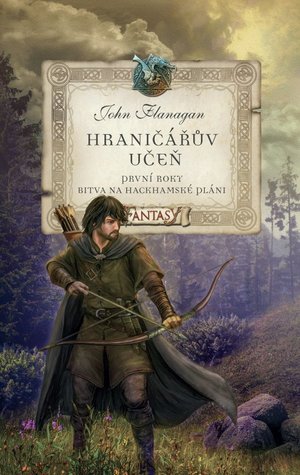 John Flanagan
HRANIČÁŘŮV
UČEŇ
PRVNÍ ROKY
BITVA NA HACKHAMSKÉ PLÁNI
FANTASY